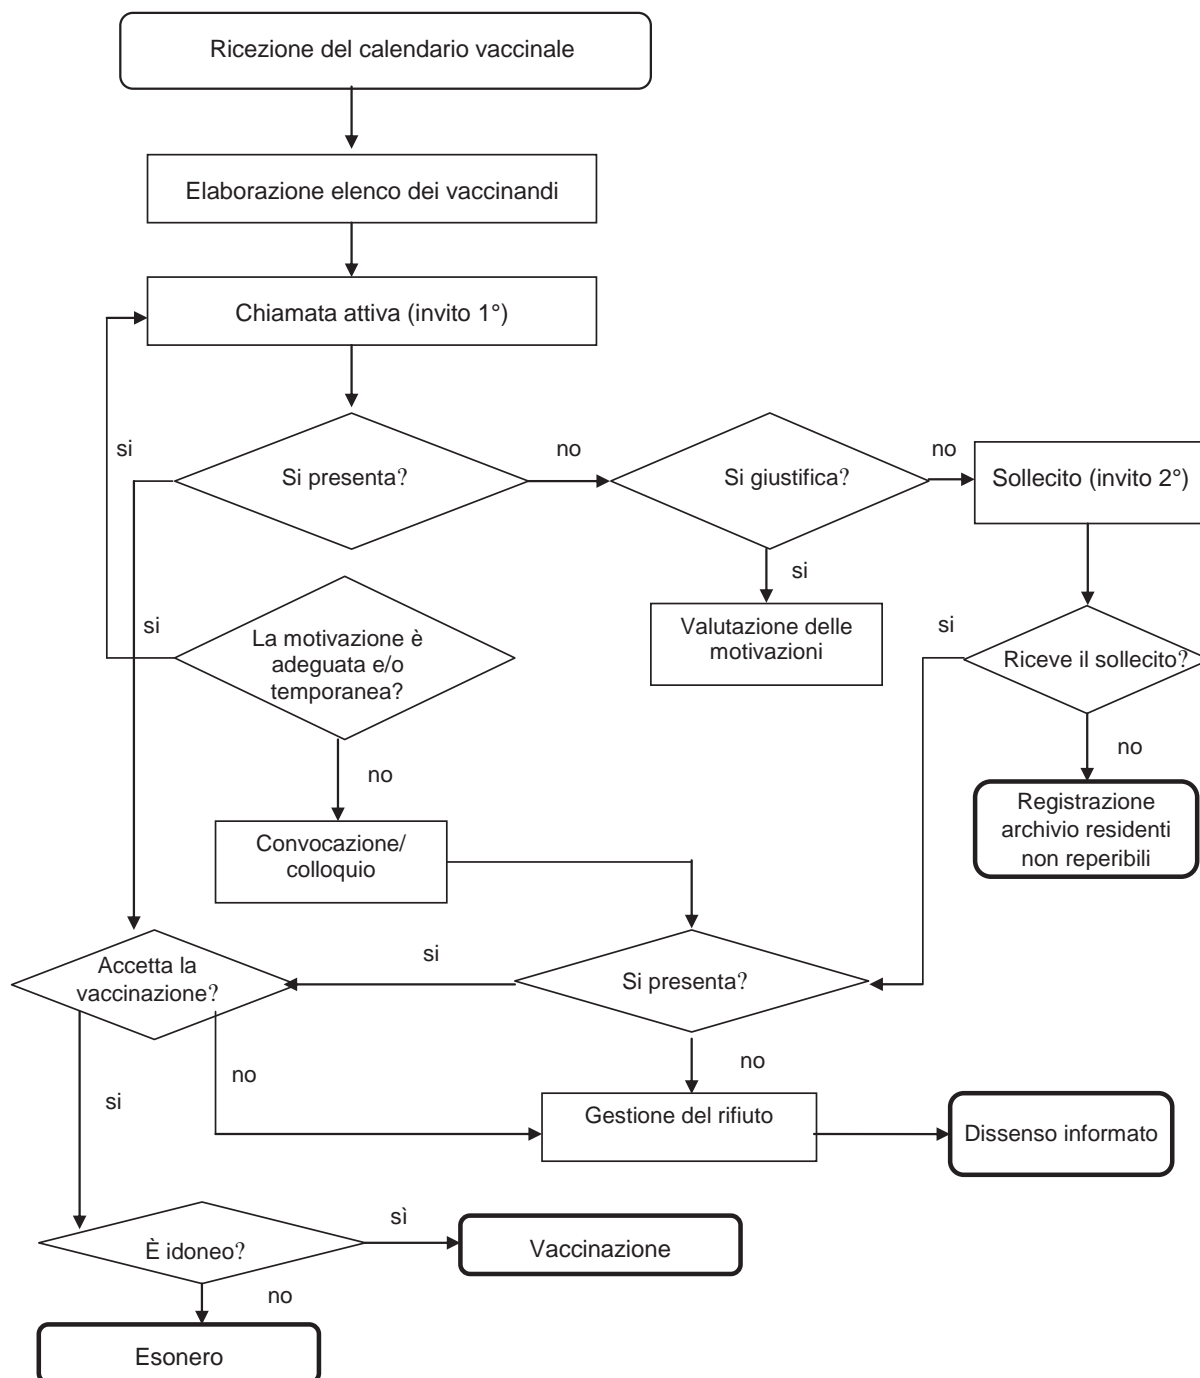 Ricezione del calendario vaccinale
Elaborazione elenco dei vaccinandi
Chiamata attiva (invito 1°)
si
Si presenta?
no
Si giustifica?
no
Sollecito (invito 2°)
si
si
La motivazione è
adeguata e/o
temporanea?
Valutazione delle
motivazioni
si
Riceve il sollecito?
no
no
Convocazione/
colloquio
Registrazione
archivio residenti
non reperibili
Accetta la
vaccinazione?
si
Si presenta?
si
no
no
Gestione del rifiuto
Dissenso informato
È idoneo?
sì
Vaccinazione
no
Esonero